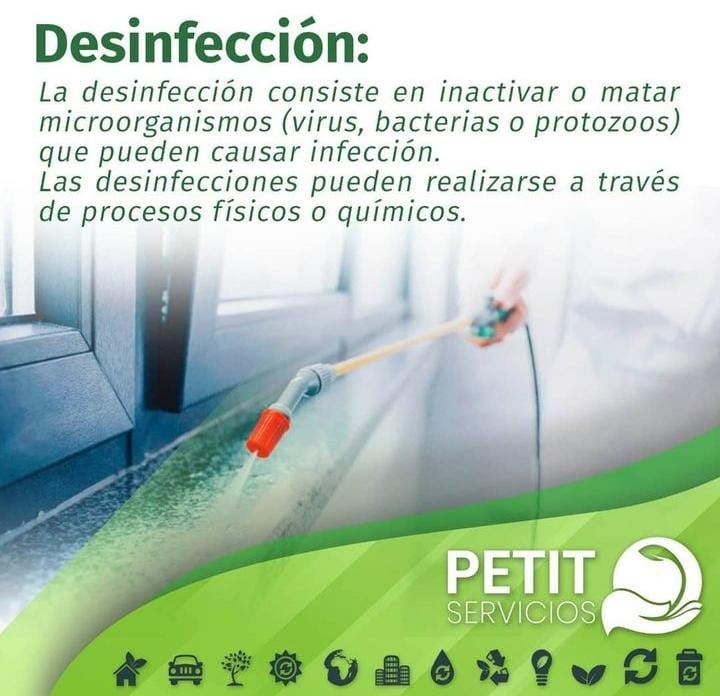 Desinfección:
La desinfección consiste en inactivar o matar
microorganismos (virus, bacterias o protozoos)
que pueden causar infección.
Las desinfecciones pueden realizarse a través
de procesos físicos o químicos.
PETIT
SERVICIOS